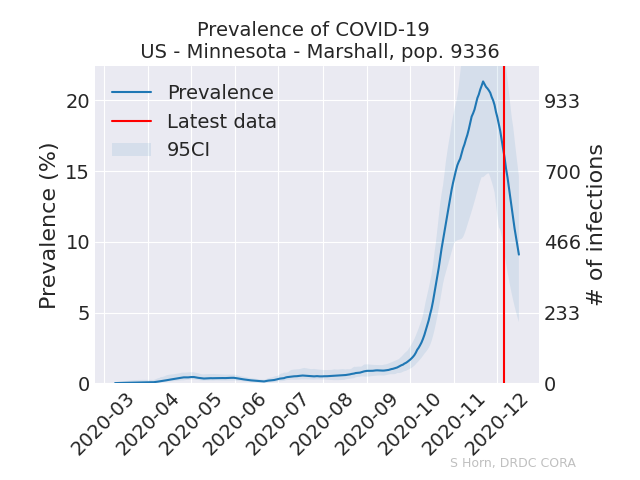 Prevalence of COVID-19
US - Minnesota - Marshall, pop. 9336
Prevalence
Latest data
95CI
Prevalence (%)
20
15
10
5
0
933
700
466
233
0
# of infections
2020-03
2020-04
2020-05
2020-06
2020-07
2020-08
2020-09
2020-10
2020-11
2020-12
S Horn, DRDC CORA